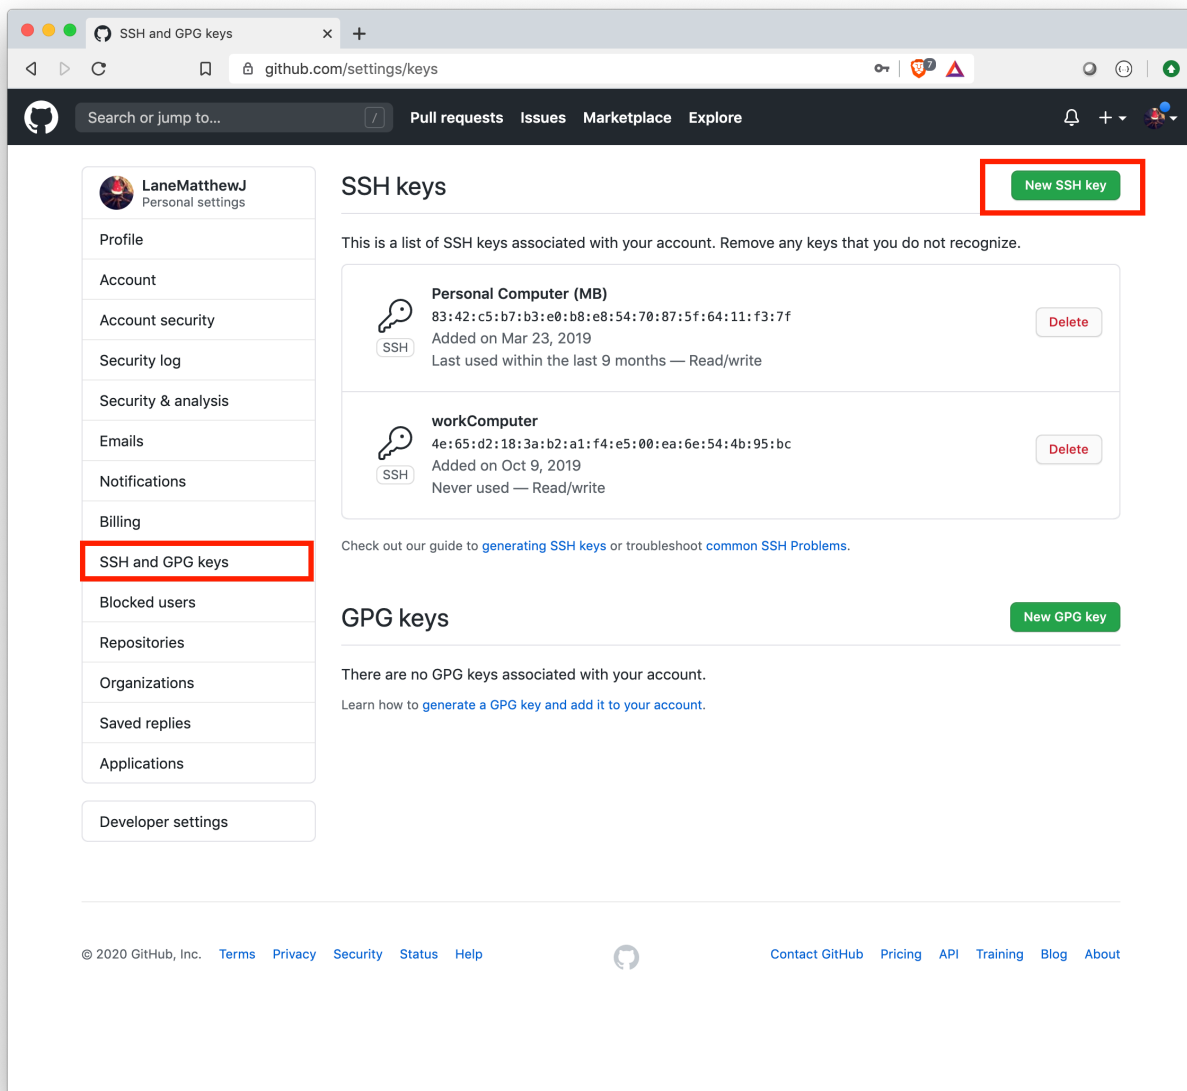 SSH and GPG keys
github.com/settings/keys
7
Search or jump to...
/
Pull requests
Issues
Marketplace
Explore
LaneMatthewJ
Personal settings
Profile
Account
Account security
Security log
Security & analysis
Emails
Notifications
Billing
SSH and GPG keys
Blocked users
Repositories
Organizations
Saved replies
Applications
Developer settings
SSH keys
New SSH key
This is a list of SSH keys associated with your account. Remove any keys that you do not recognize.
Personal Computer (MB)
83:42:c5:b7:b3:e0:b8:e8:54:70:87:5f:64:11:f3:7f
Added on Mar 23, 2019
Last used within the last 9 months — Read/write
SSH
Delete
workComputer
4e:65:d2:18:3a:b2:a1:f4:e5:00:ea:6e:54:4b:95:bc
Added on Oct 9, 2019
Never used — Read/write
SSH
Delete
Check out our guide to generating SSH keys or troubleshoot common SSH Problems.
GPG keys
New GPG key
There are no GPG keys associated with your account.
Learn how to generate a GPG key and add it to your account.
© 2020 GitHub, Inc.
Terms
Privacy
Security
Status
Help
Contact GitHub
Pricing
API
Training
Blog
About